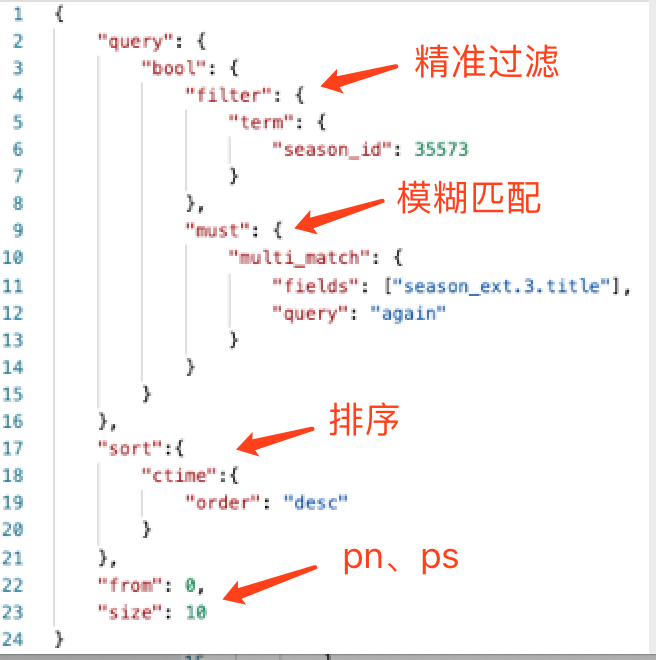 1 {
2 "query": {
精准过滤
3 "bool": {
4 "filter": {
5 "term": {
6 "season_id": 35573
7 }
8 },
模糊匹配
9 "must": {
10 "multi_match": {
11 "fields": ["season_ext.3.title"],
12 "query": "again"
13 }
14 }
15 }
16 },
排序
17 "sort":{
18 "ctime":{
19 "order": "desc"
20 }
21 },
pn、ps
22 "from": 0,
23 "size": 10
24 }